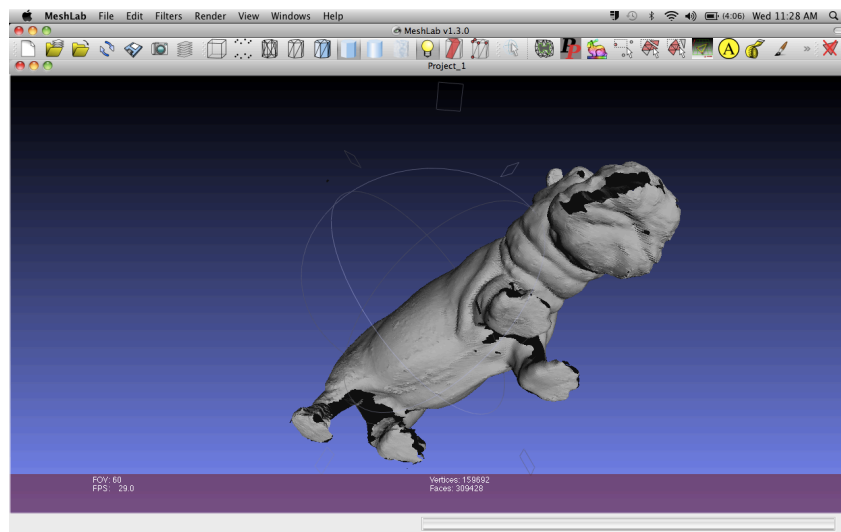 MeshLab File Edit Filters Render View Windows Help (4:06) Wed 11:28 AM
MeshLab v1.3.0
A
Project_1
FOV: 60
FPS: 29.0
Vertices: 159692
Faces: 309428